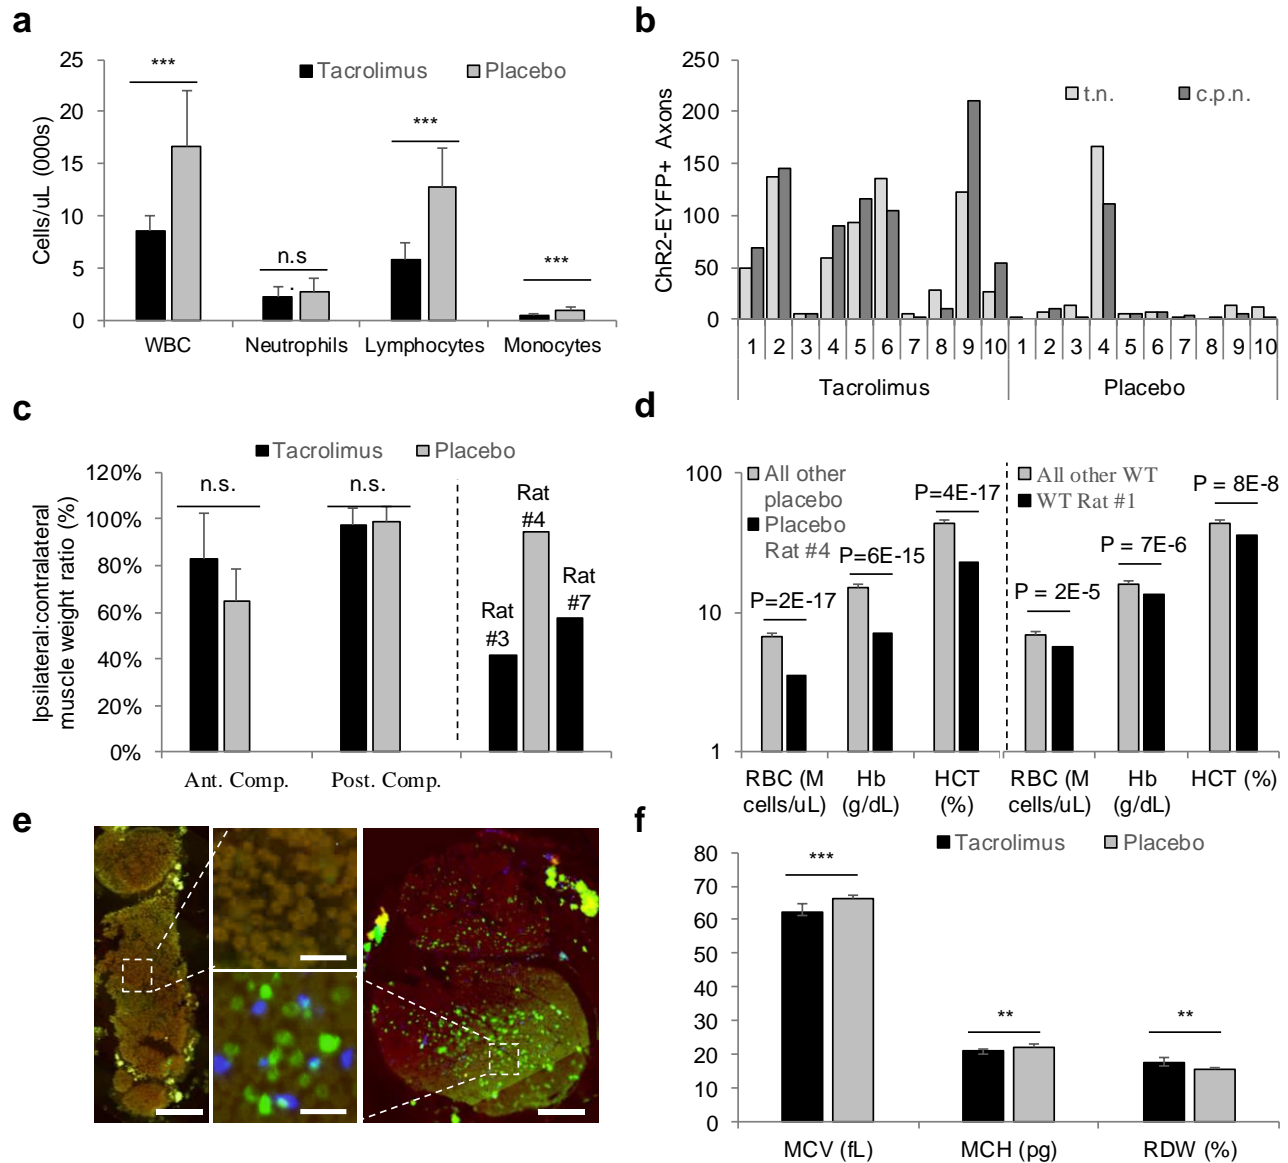 a
25
20
15
10
5
0
Cells/uL (000s)
Tacrolimus
Placebo
***
n.s
.
***
***
WBC
Neutrophils
Lymphocytes
Monocytes
b
250
200
150
100
50
0
ChR2-EYFP+ Axons
t.n.
c.p.n.
1 2 3 4 5 6 7 8 9 10 1 2 3 4 5 6 7 8 9 10
Tacrolimus
Placebo
c
Tacrolimus
Placebo
120%
100%
80%
60%
40%
20%
0%
Ipsilateral:contralateral
muscle weight ratio (%)
n.s.
n.s.
Rat
#3
Rat
#4
Rat
#7
Ant. Comp.
Post. Comp.
d
100
10
1
All other
placebo
Placebo
Rat #4
P=2E-17
P=6E-15
P=4E-17
All other WT
WT Rat #1
P = 2E-5
P = 7E-6
P = 8E-8
RBC (M
cells/uL)
Hb
(g/dL)
HCT
(%)
RBC (M
cells/uL)
Hb
(g/dL)
HCT (%)
e
f
Tacrolimus
Placebo
80
70
60
50
40
30
20
10
0
***
**
**
MCV (fL)
MCH (pg)
RDW (%)